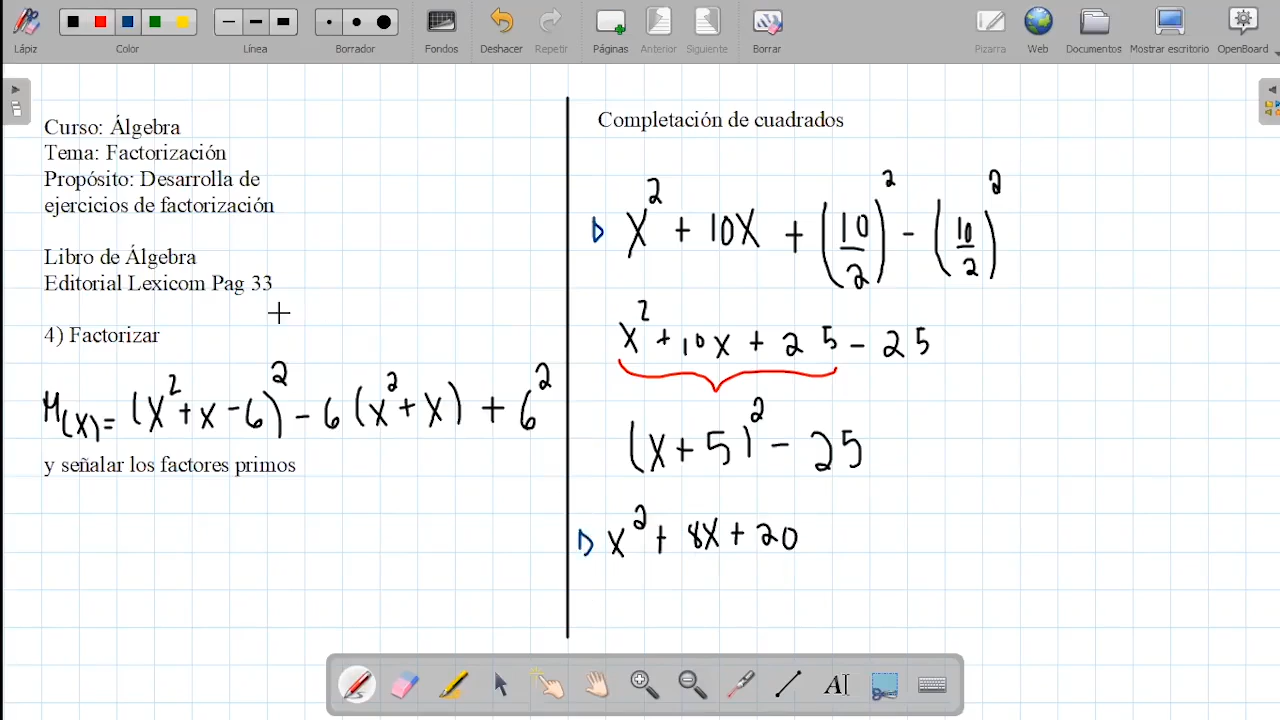 Lápiz
Color
Línea
Borrador
Fondos
Deshacer
Repetir
Páginas
Anterior
Siguiente
Borrar
Pizarra
Web
Documentos
Mostrar escritorio
OpenBoard
Curso: Álgebra
Tema: Factorización
Propósito: Desarrolla de
ejercicios de factorización
Libro de Álgebra
Editorial Lexicom Pag 33
4) Factorizar
M(x) = (x² + x - 6)² - 6 (x² + x) + 6²
y señalar los factores primos
Completación de cuadrados
x² + 10x + (10/2)² - (10/2)²
x² + 10x + 25 - 25
(x + 5)² - 25
x² + 8x + 20
AI